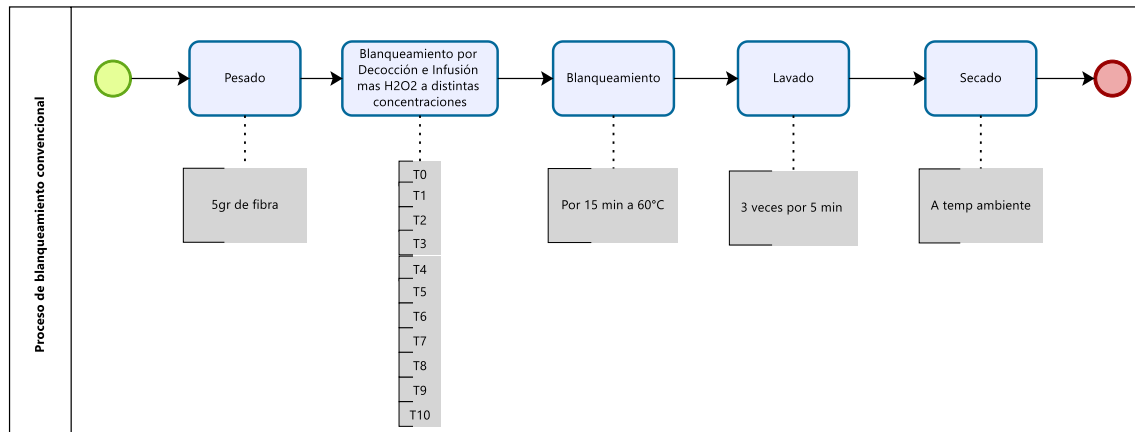 Proceso de blanqueamiento convencional
Pesado
Blanqueamiento por
Decocción e Infusión
mas H2O2 a distintas
concentraciones
Blanqueamiento
Lavado
Secado
5gr de fibra
T0
T1
T2
T3
T4
T5
T6
T7
T8
T9
T10
Por 15 min a 60°C
3 veces por 5 min
A temp ambiente